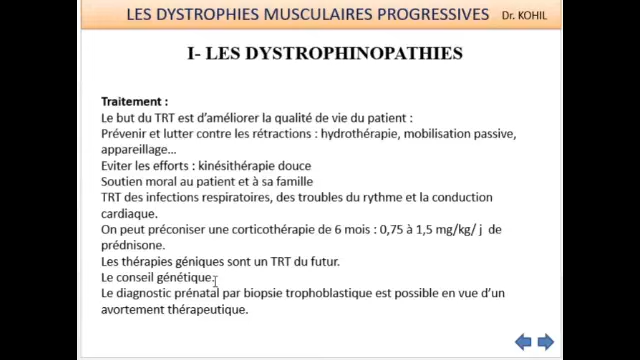 LES DYSTROPHIES MUSCULAIRES PROGRESSIVES Dr. KOHIL
I- LES DYSTROPHINOPATHIES
Traitement :
Le but du TRT est d'améliorer la qualité de vie du patient :
Prévenir et lutter contre les rétractions : hydrothérapie, mobilisation passive,
appareillage…
Eviter les efforts : kinésithérapie douce
Soutien moral au patient et à sa famille
TRT des infections respiratoires, des troubles du rythme et la conduction
cardiaque.
On peut préconiser une corticothérapie de 6 mois : 0,75 à 1,5 mg/kg/ j de
prédnisone.
Les thérapies géniques sont un TRT du futur.
Le conseil génétique.
Le diagnostic prénatal par biopsie trophoblastique est possible en vue d'un
avortement thérapeutique.